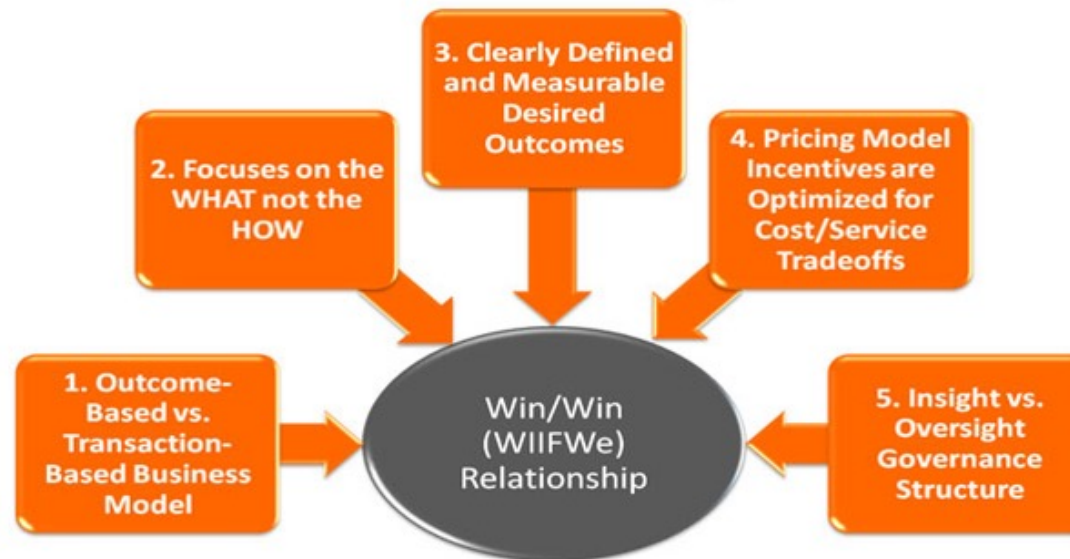 1. Outcome-
Based vs.
Transaction-
Based Business
Model
2. Focuses on the
WHAT not the
HOW
3. Clearly Defined
and Measurable
Desired
Outcomes
4. Pricing Model
Incentives are
Optimized for
Cost/Service
Tradeoffs
5. Insight vs.
Oversight
Governance
Structure
Win/Win
(WIIFWe)
Relationship